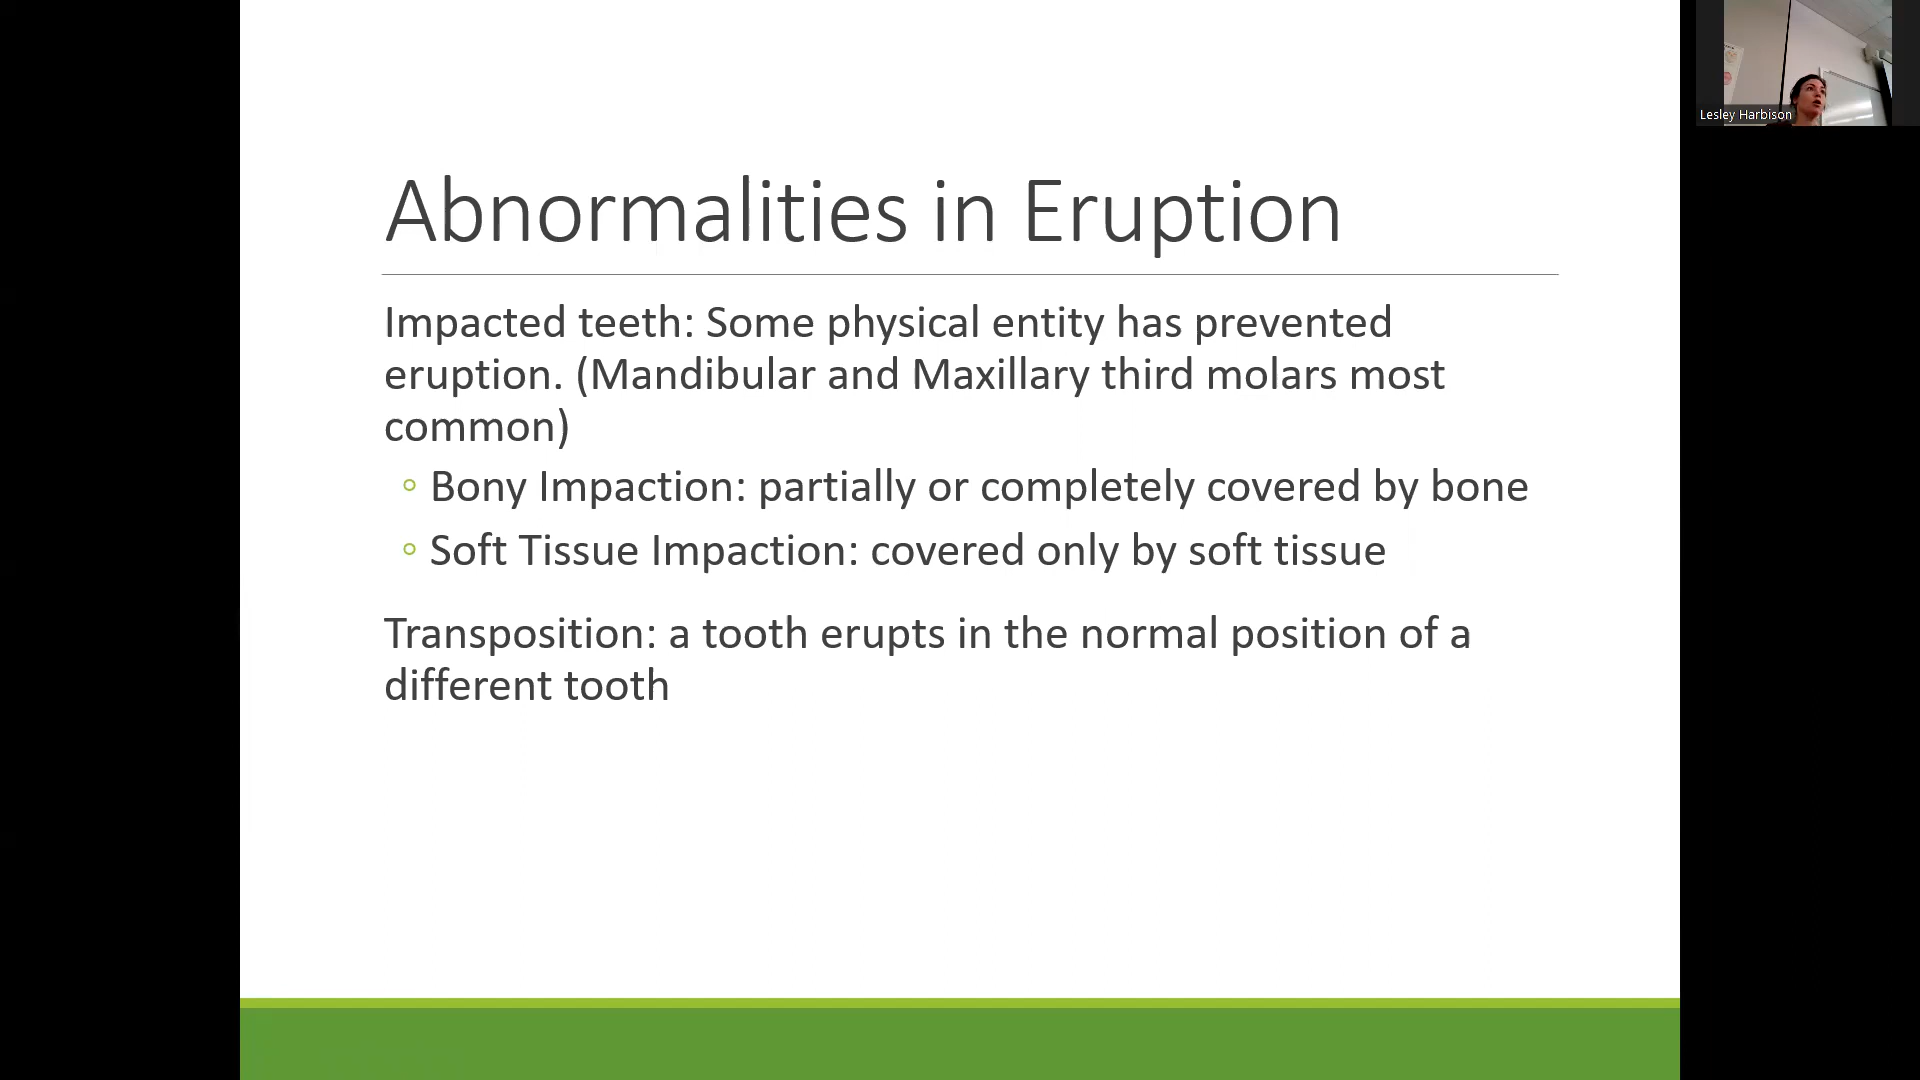 Abnormalities in Eruption
Impacted teeth: Some physical entity has prevented
eruption. (Mandibular and Maxillary third molars most
common)
◦ Bony Impaction: partially or completely covered by bone
◦ Soft Tissue Impaction: covered only by soft tissue
Transposition: a tooth erupts in the normal position of a
different tooth
Lesley Harbison